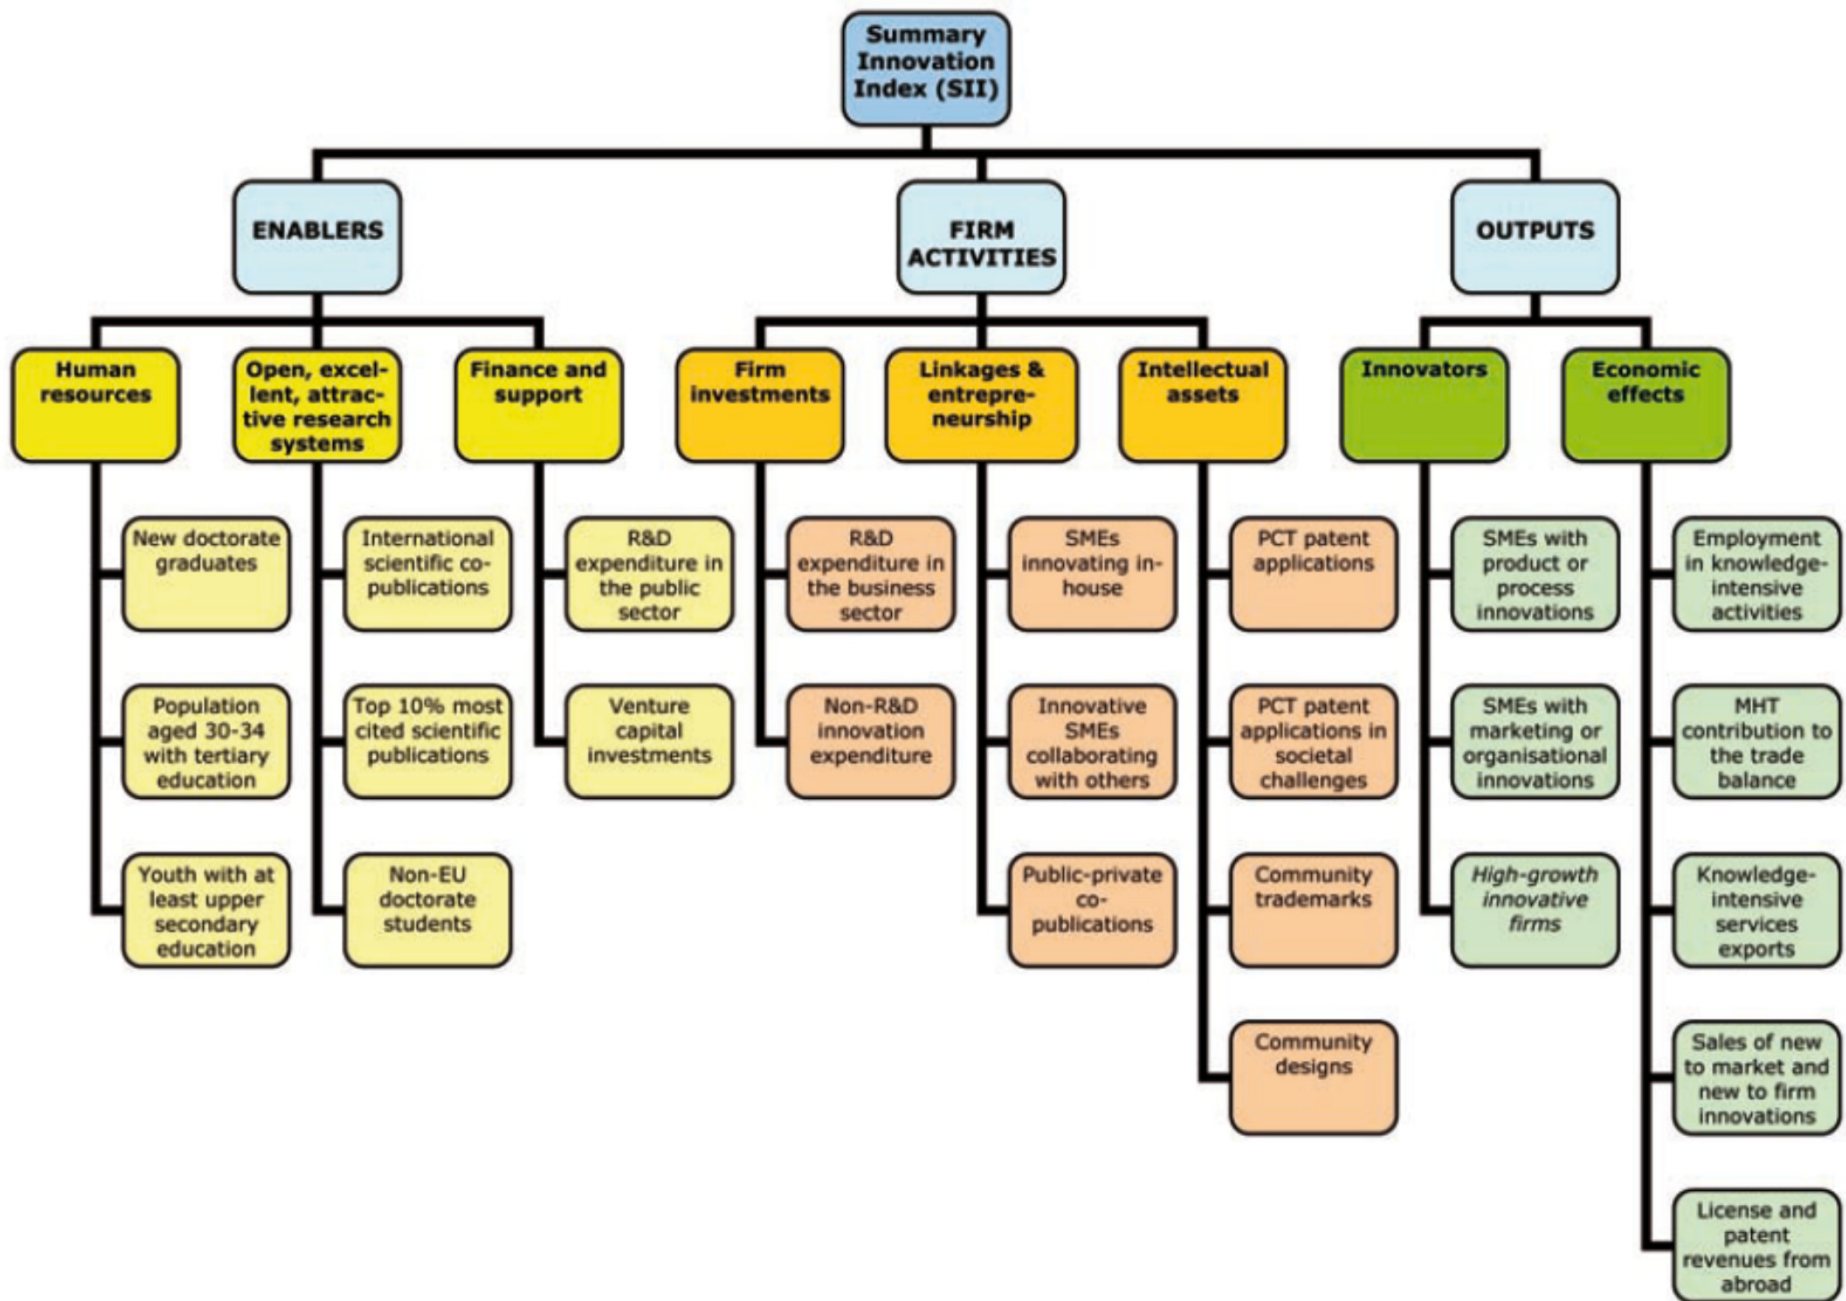 Summary
Innovation
Index (SII)
ENABLERS
FIRM
ACTIVITIES
OUTPUTS
Human
resources
Open, excel-
lent, attrac-
tive research
systems
Finance and
support
Firm
investments
Linkages &
entrepre-
neurship
Intellectual
assets
Innovators
Economic
effects
New doctorate
graduates
International
scientific co-
publications
R&D
expenditure in
the public
sector
R&D
expenditure in
the business
sector
SMEs
innovating in-
house
PCT patent
applications
SMEs with
product or
process
innovations
Employment
in knowledge-
intensive
activities
Population
aged 30-34
with tertiary
education
Top 10% most
cited scientific
publications
Venture
capital
investments
Non-R&D
innovation
expenditure
Innovative
SMEs
collaborating
with others
PCT patent
applications in
societal
challenges
SMEs with
marketing or
organisational
innovations
MHT
contribution to
the trade
balance
Youth with at
least upper
secondary
education
Non-EU
doctorate
students
Public-private
co-
publications
Community
trademarks
High-growth
innovative
firms
Knowledge-
intensive
services
exports
Community
designs
Sales of new
to market and
new to firm
innovations
License and
patent
revenues from
abroad